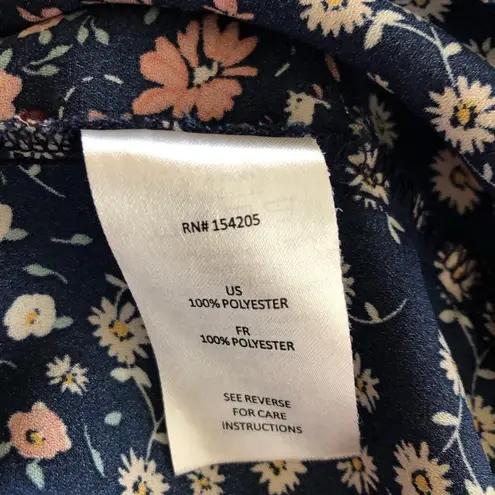 RN# 154205
US
100% POLYESTER
FR
100% POLYESTER
SEE REVERSE
FOR CARE
INSTRUCTIONS